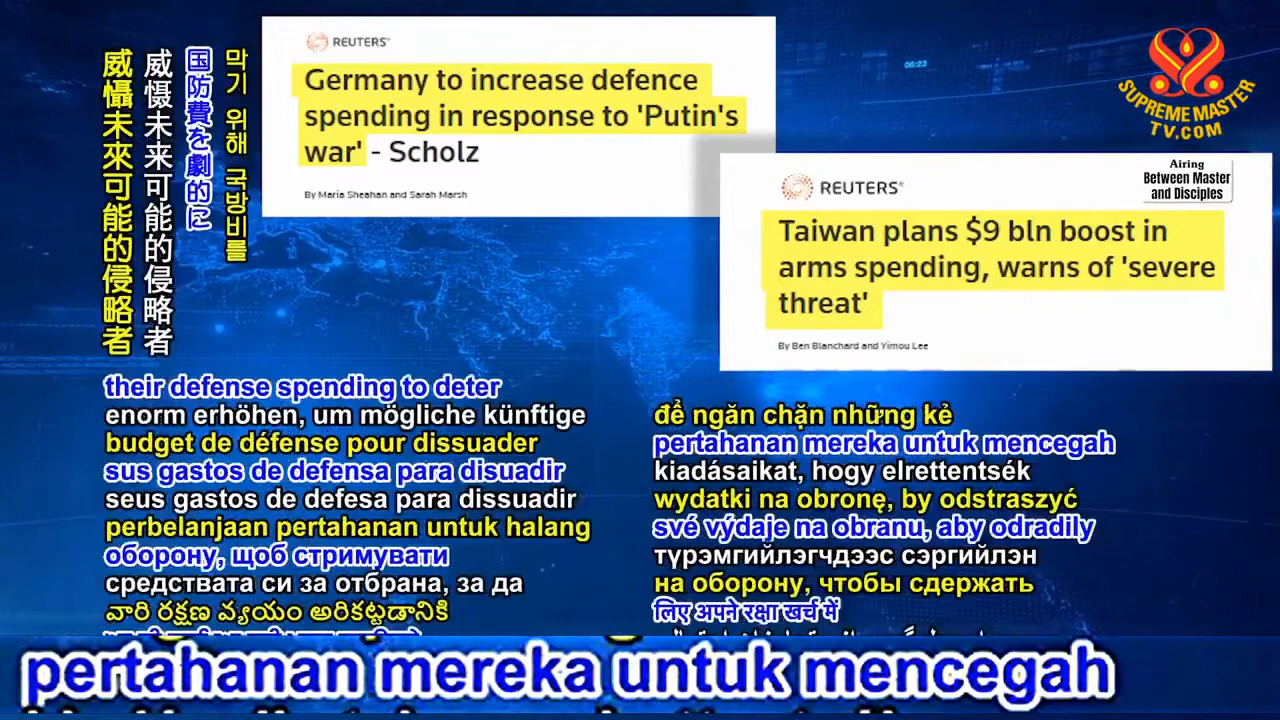 REUTERS
Germany to increase defence
spending in response to 'Putin's
war' - Scholz
By Maria Sheahan and Sarah Marsh
06:23
SUPREME MASTER
TV.COM
Airing
Between Master
and Disciples
REUTERS
Taiwan plans $9 bln boost in
arms spending, warns of 'severe
threat'
By Ben Blanchard and Yimou Lee
막기 위해 국방비를
国防費を劇的に
威慑未来可能的侵略者
威懾未來可能的侵略者
their defense spending to deter
enorm erhöhen, um mögliche künftige
budget de défense pour dissuader
sus gastos de defensa para disuadir
seus gastos de defesa para dissuadir
perbelanjaan pertahanan untuk halang
оборону, щоб стримувати
средствата си за отбрана, за да
వారి రక్షణ వ్యయం అరికట్టడానికి
để ngăn chặn những kẻ
pertahanan mereka untuk mencegah
kiadásaikat, hogy elrettentsék
wydatki na obronę, by odstraszyć
své výdaje na obranu, aby odradily
түрэмгийлэгчдээс сэргийлэн
на оборону, чтобы сдержать
लिए अपने रक्षा खर्च में
pertahanan mereka untuk mencegah